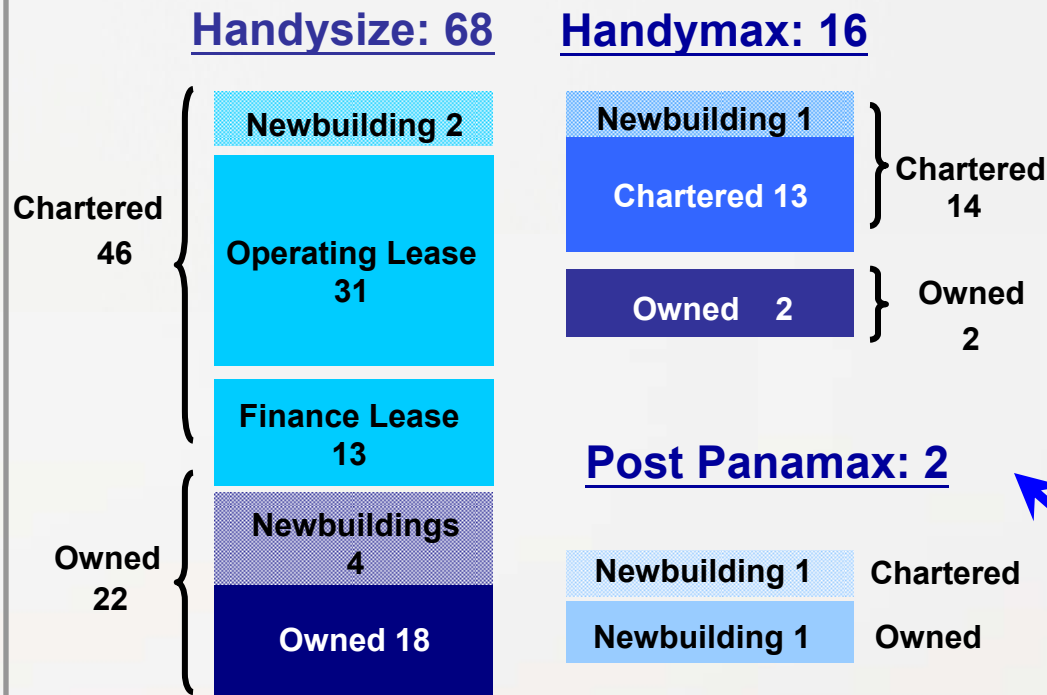 Handysize: 68
Newbuilding 2
Chartered
46
Operating Lease
31
Finance Lease
13
Newbuildings
4
Owned
22
Owned 18
Handymax: 16
Newbuilding 1
Chartered 13
Chartered
14
Owned 2
Owned
2
Post Panamax: 2
Newbuilding 1 Chartered
Newbuilding 1 Owned